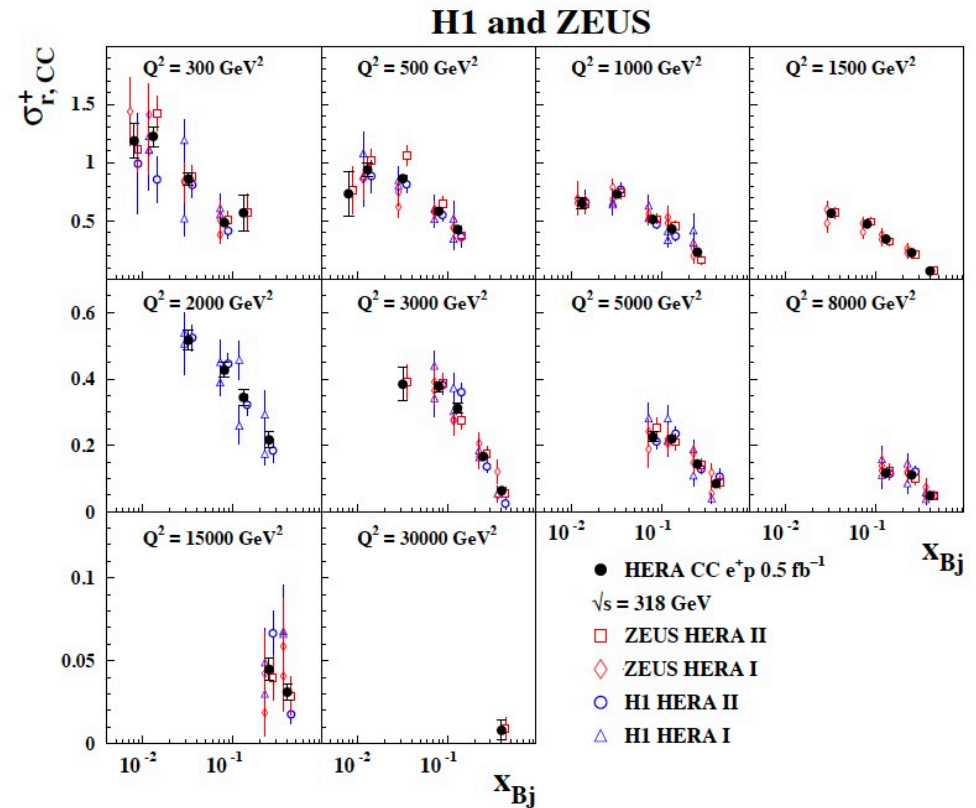 H1 and ZEUS
σ⁺r, CC
Q² = 300 GeV²
Q² = 500 GeV²
Q² = 1000 GeV²
Q² = 1500 GeV²
1.5
1
0.5
Q² = 2000 GeV²
Q² = 3000 GeV²
Q² = 5000 GeV²
Q² = 8000 GeV²
0.6
0.4
0.2
0
10⁻² 10⁻¹ 10⁻² 10⁻¹
Q² = 15000 GeV²
Q² = 30000 GeV²
xBj
0.1
0.05
0
HERA CC e⁺p 0.5 fb⁻¹
√s = 318 GeV
ZEUS HERA II
ZEUS HERA I
H1 HERA II
H1 HERA I
10⁻² 10⁻¹ 10⁻² 10⁻¹
xBj